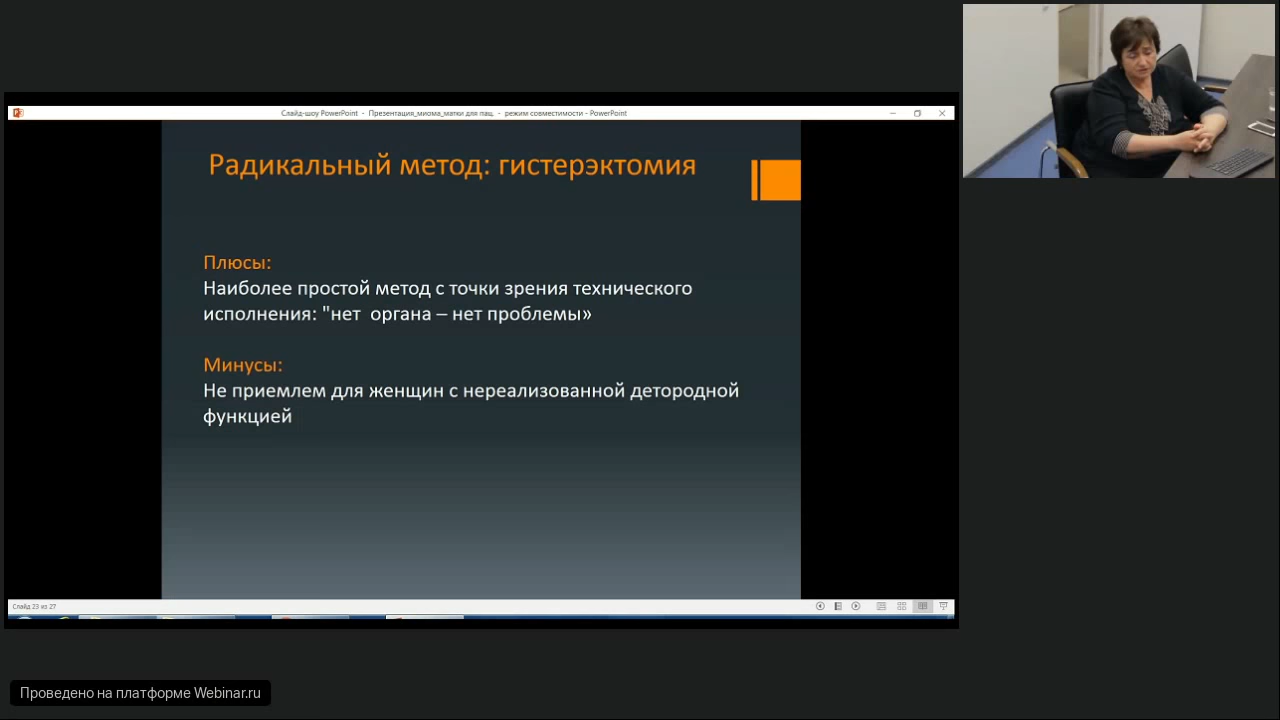 Слайд-шоу PowerPoint - Презентация_миома_матки для пац. - режим совместимости - PowerPoint
Радикальный метод: гистерэктомия
Плюсы:
Наиболее простой метод с точки зрения технического
исполнения: "нет органа – нет проблемы»
Минусы:
Не приемлем для женщин с нереализованной детородной
функцией
Слайд 23 из 27
Проведено на платформе Webinar.ru